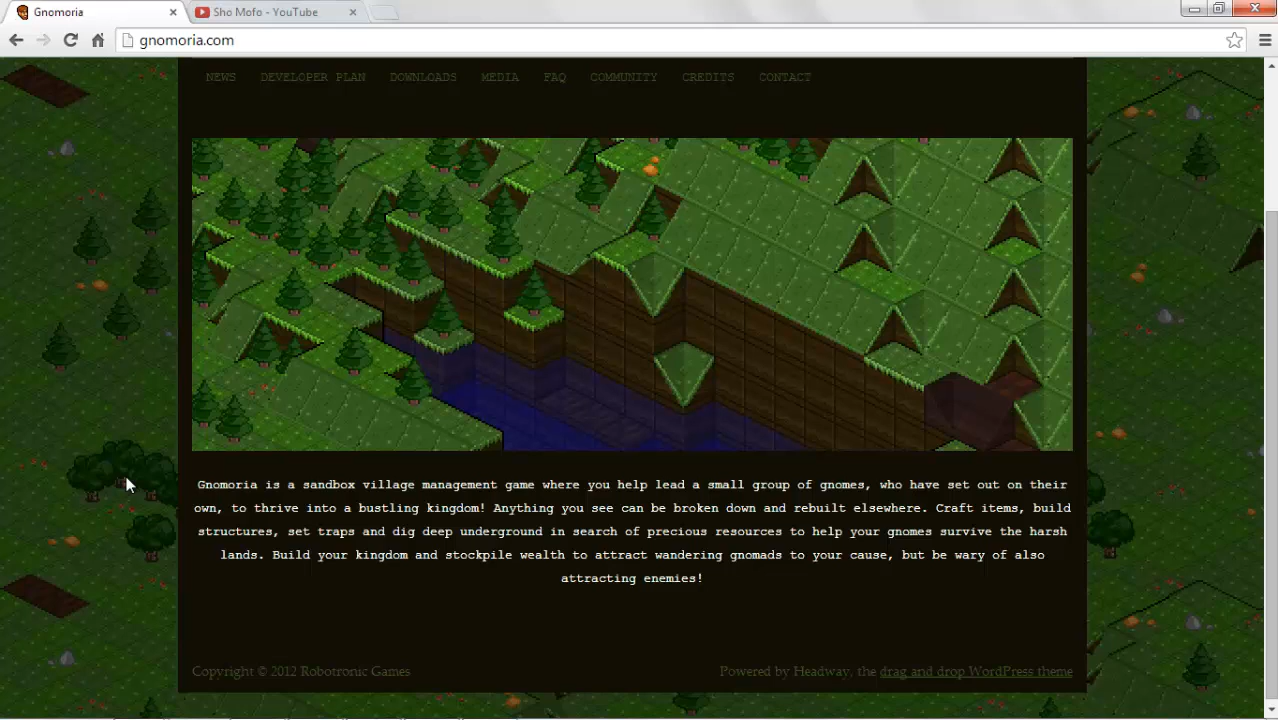 Gnomoria
Sho Mofo - YouTube
gnomoria.com
NEWS DEVELOPER PLAN DOWNLOADS MEDIA FAQ COMMUNITY CREDITS CONTACT
Gnomoria is a sandbox village management game where you help lead a small group of gnomes, who have set out on their
own, to thrive into a bustling kingdom! Anything you see can be broken down and rebuilt elsewhere. Craft items, build
structures, set traps and dig deep underground in search of precious resources to help your gnomes survive the harsh
lands. Build your kingdom and stockpile wealth to attract wandering gnomads to your cause, but be wary of also
attracting enemies!
Copyright © 2012 Robotronic Games
Powered by Headway, the drag and drop WordPress theme